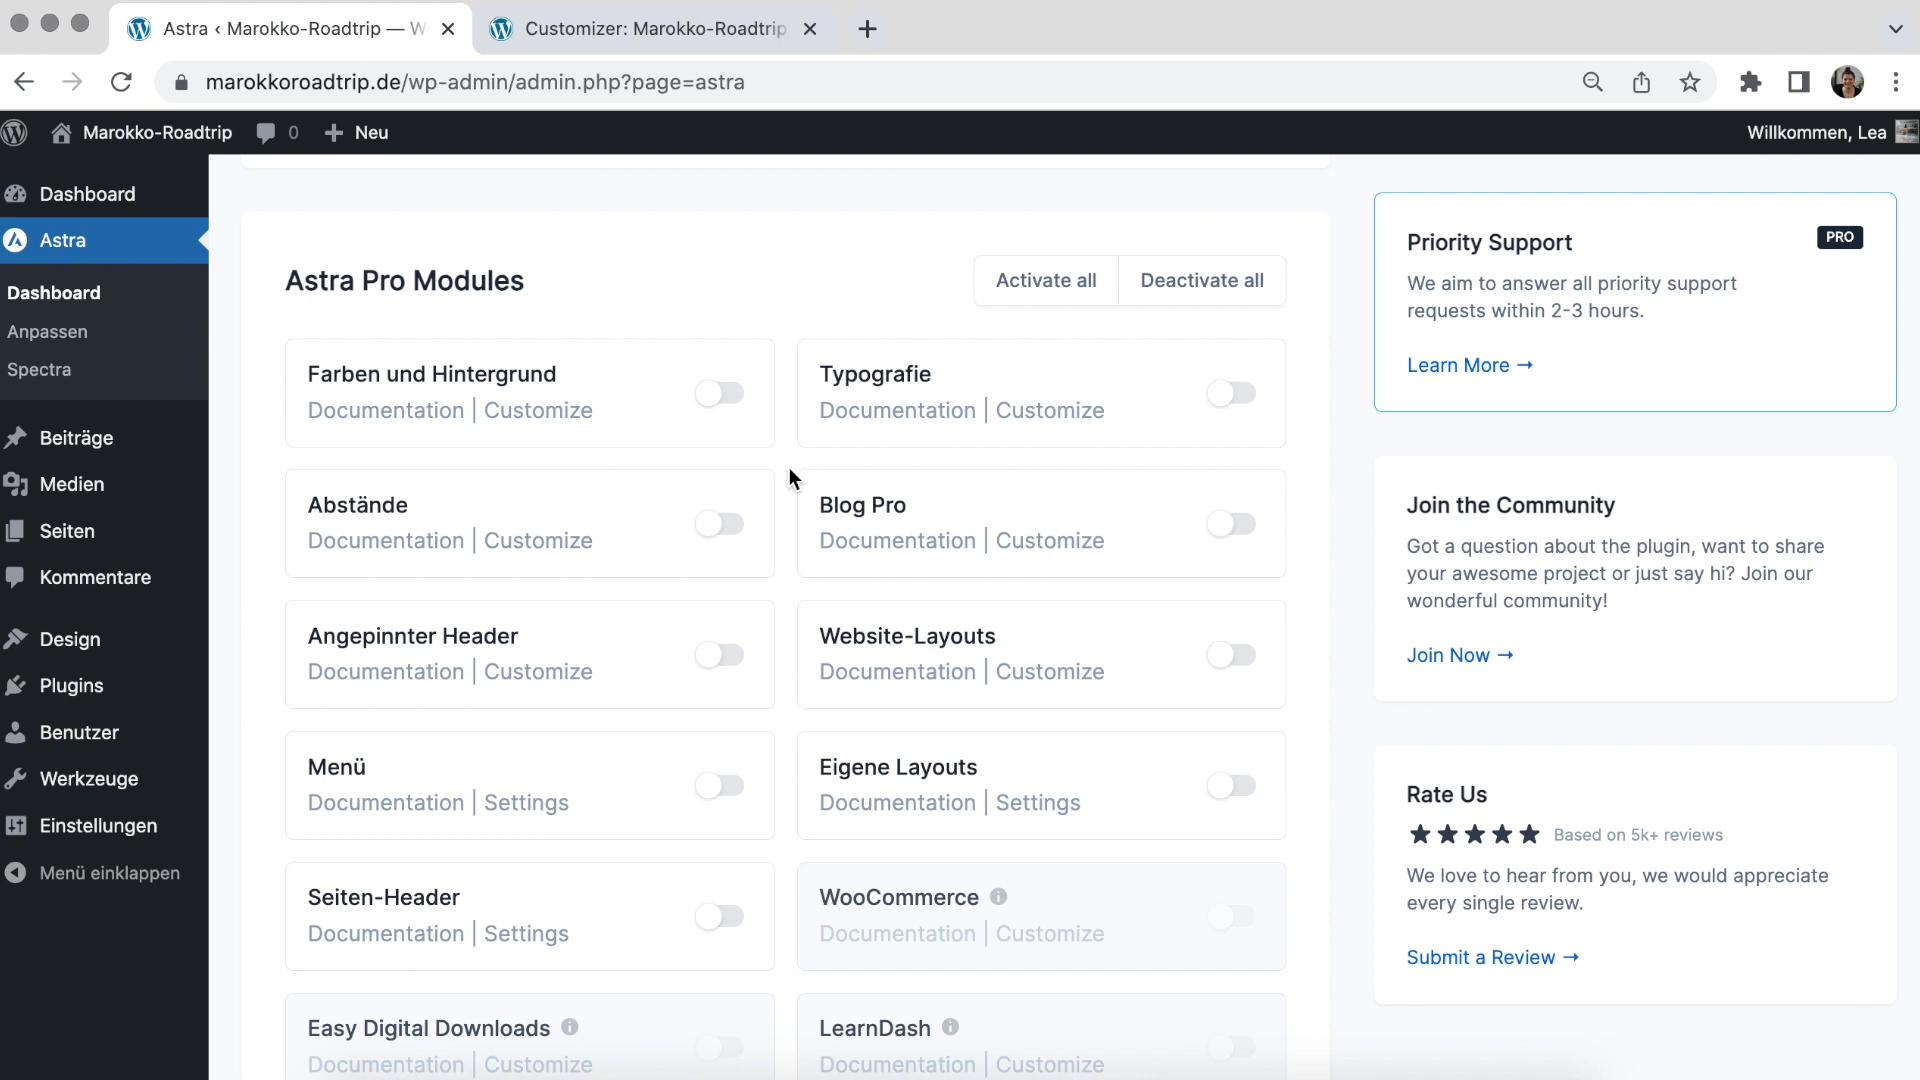 Astra ‹ Marokko-Roadtrip — W
Customizer: Marokko-Roadtrip
marokkoroadtrip.de/wp-admin/admin.php?page=astra
Marokko-Roadtrip 0 Neu
Willkommen, Lea
Dashboard
Astra
Dashboard
Anpassen
Spectra
Beiträge
Medien
Seiten
Kommentare
Design
Plugins
Benutzer
Werkzeuge
Einstellungen
Menü einklappen
Astra Pro Modules
Activate all
Deactivate all
Farben und Hintergrund
Documentation | Customize
Typografie
Documentation | Customize
Abstände
Documentation | Customize
Blog Pro
Documentation | Customize
Angepinnter Header
Documentation | Customize
Website-Layouts
Documentation | Customize
Menü
Documentation | Settings
Eigene Layouts
Documentation | Settings
Seiten-Header
Documentation | Settings
WooCommerce
Documentation | Customize
Easy Digital Downloads
Documentation | Customize
LearnDash
Documentation | Customize
Priority Support
PRO
We aim to answer all priority support
requests within 2-3 hours.
Learn More →
Join the Community
Got a question about the plugin, want to share
your awesome project or just say hi? Join our
wonderful community!
Join Now →
Rate Us
★★★★★ Based on 5k+ reviews
We love to hear from you, we would appreciate
every single review.
Submit a Review →